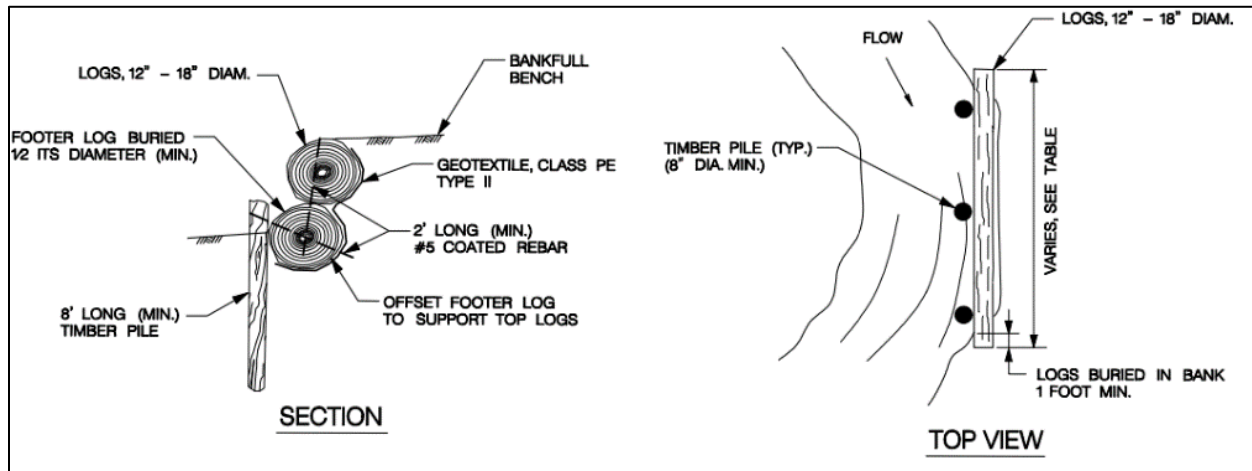 LOGS, 12" - 18" DIAM.
BANKFULL
BENCH
FOOTER LOG BURIED
1/2 ITS DIAMETER (MIN.)
GEOTEXTILE, CLASS PE
TYPE II
2' LONG (MIN.)
#5 COATED REBAR
OFFSET FOOTER LOG
TO SUPPORT TOP LOGS
8' LONG (MIN.)
TIMBER PILE
SECTION
LOGS, 12" - 18" DIAM.
FLOW
TIMBER PILE (TYP.)
(8" DIA. MIN.)
VARIES, SEE TABLE
LOGS BURIED IN BANK
1 FOOT MIN.
TOP VIEW